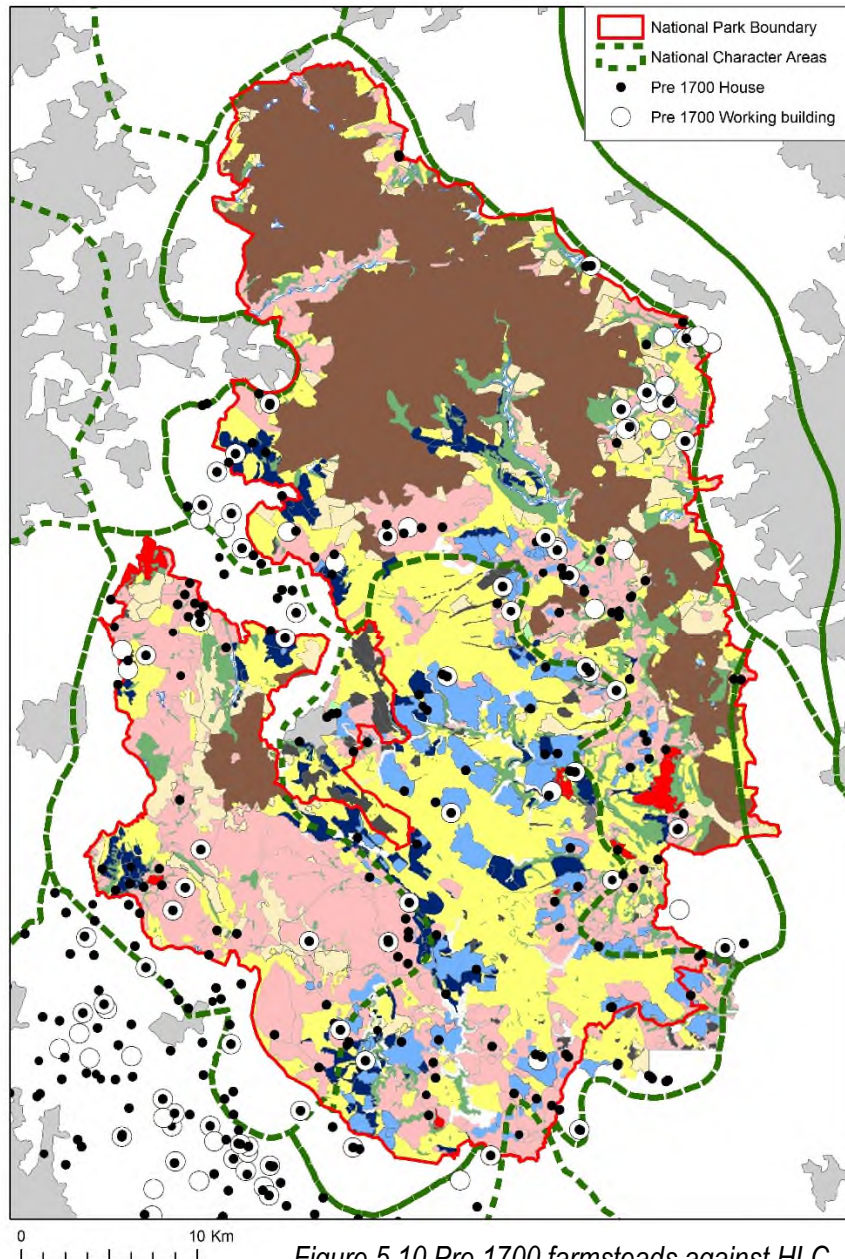 National Park Boundary
National Character Areas
Pre 1700 House
Pre 1700 Working building
0 10 Km
Figure 5.10 Pre 1700 farmsteads against HLC